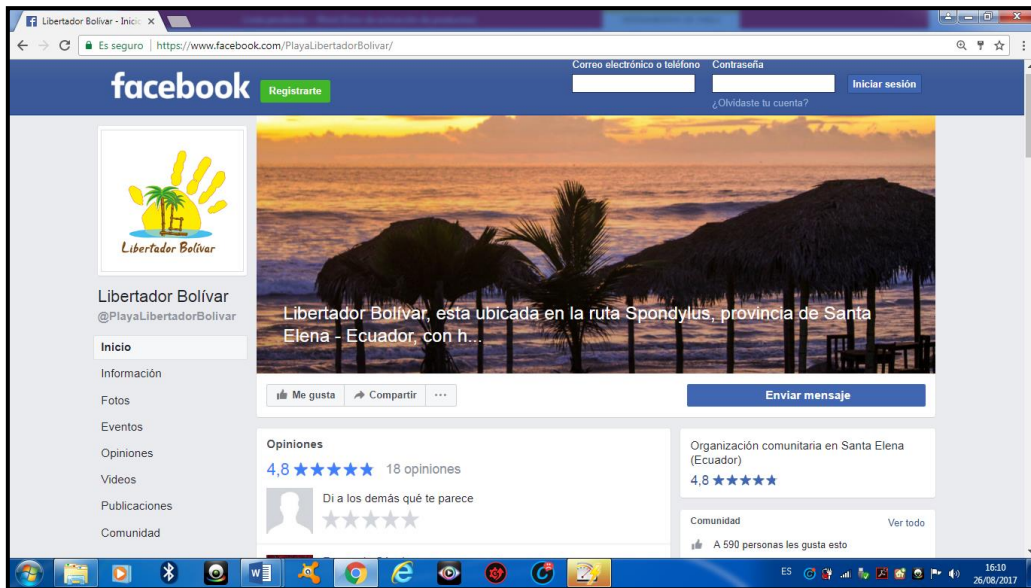 Libertador Bolivar - Inicio
Es seguro | https://www.facebook.com/PlayaLibertadorBolivar/
Correo electrónico o teléfono
Contraseña
facebook
Registrarte
Iniciar sesión
¿Olvidaste tu cuenta?
Libertador Bolívar
Libertador Bolívar
@PlayaLibertadorBolivar
Inicio
Información
Fotos
Eventos
Opiniones
Videos
Publicaciones
Comunidad
Libertador Bolívar, esta ubicada en la ruta Spondylus, provincia de Santa
Elena - Ecuador, con h...
Me gusta
Compartir
Enviar mensaje
Opiniones
4,8
18 opiniones
Di a los demás qué te parece
Organización comunitaria en Santa Elena
(Ecuador)
4,8
Comunidad
Ver todo
A 590 personas les gusta esto
ES
16:10
26/08/2017